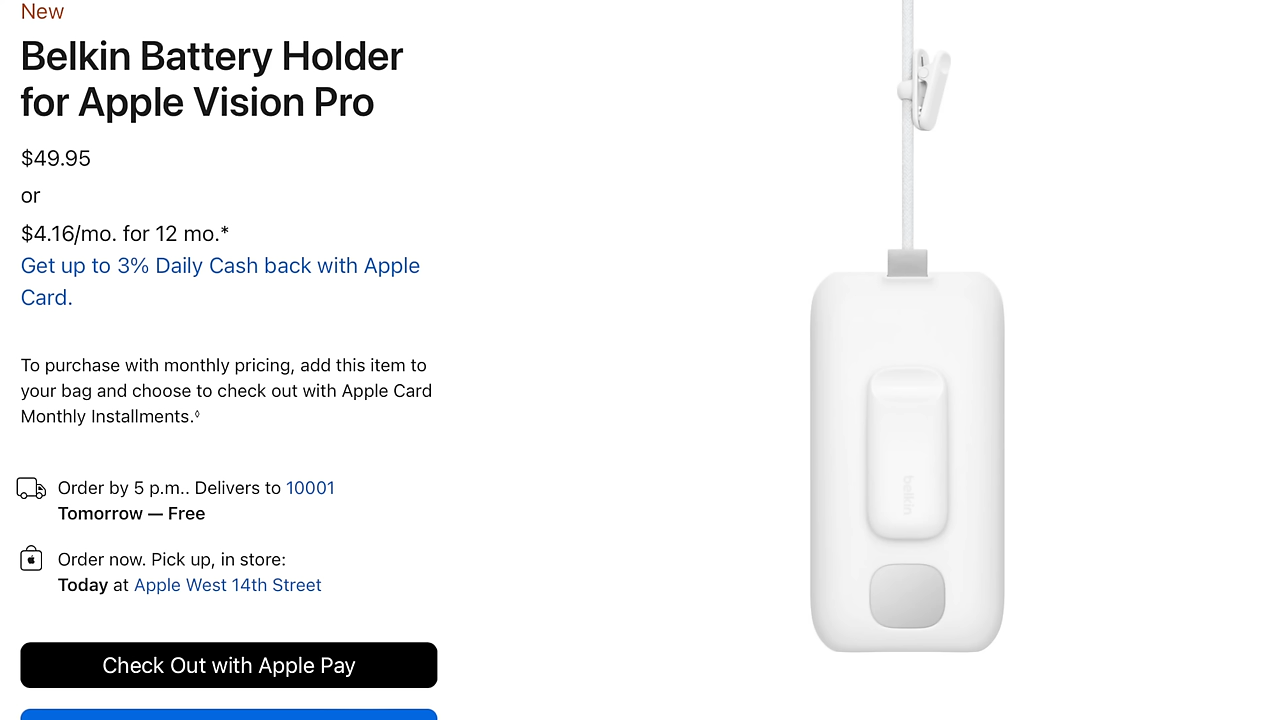 New
Belkin Battery Holder
for Apple Vision Pro
$49.95
or
$4.16/mo. for 12 mo.*
Get up to 3% Daily Cash back with Apple
Card.
To purchase with monthly pricing, add this item to
your bag and choose to check out with Apple Card
Monthly Installments.◊
Order by 5 p.m.. Delivers to 10001
Tomorrow — Free
Order now. Pick up, in store:
Today at Apple West 14th Street
Check Out with Apple Pay
belkin